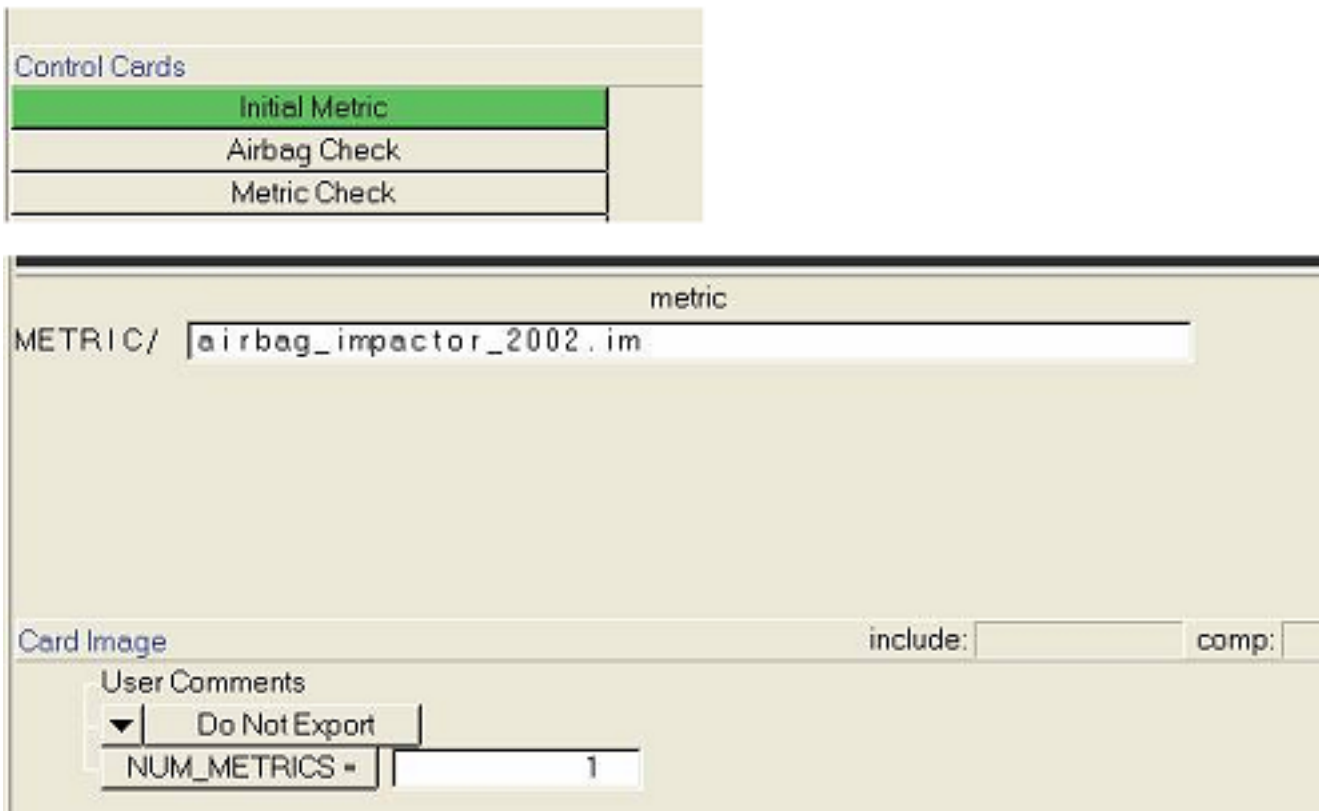 Control Cards
Initial Metric
Airbag Check
Metric Check
metric
METRIC/ airbag_impactor_2002.im
Card Image include: comp:
User Comments
Do Not Export
NUM_METRICS = 1